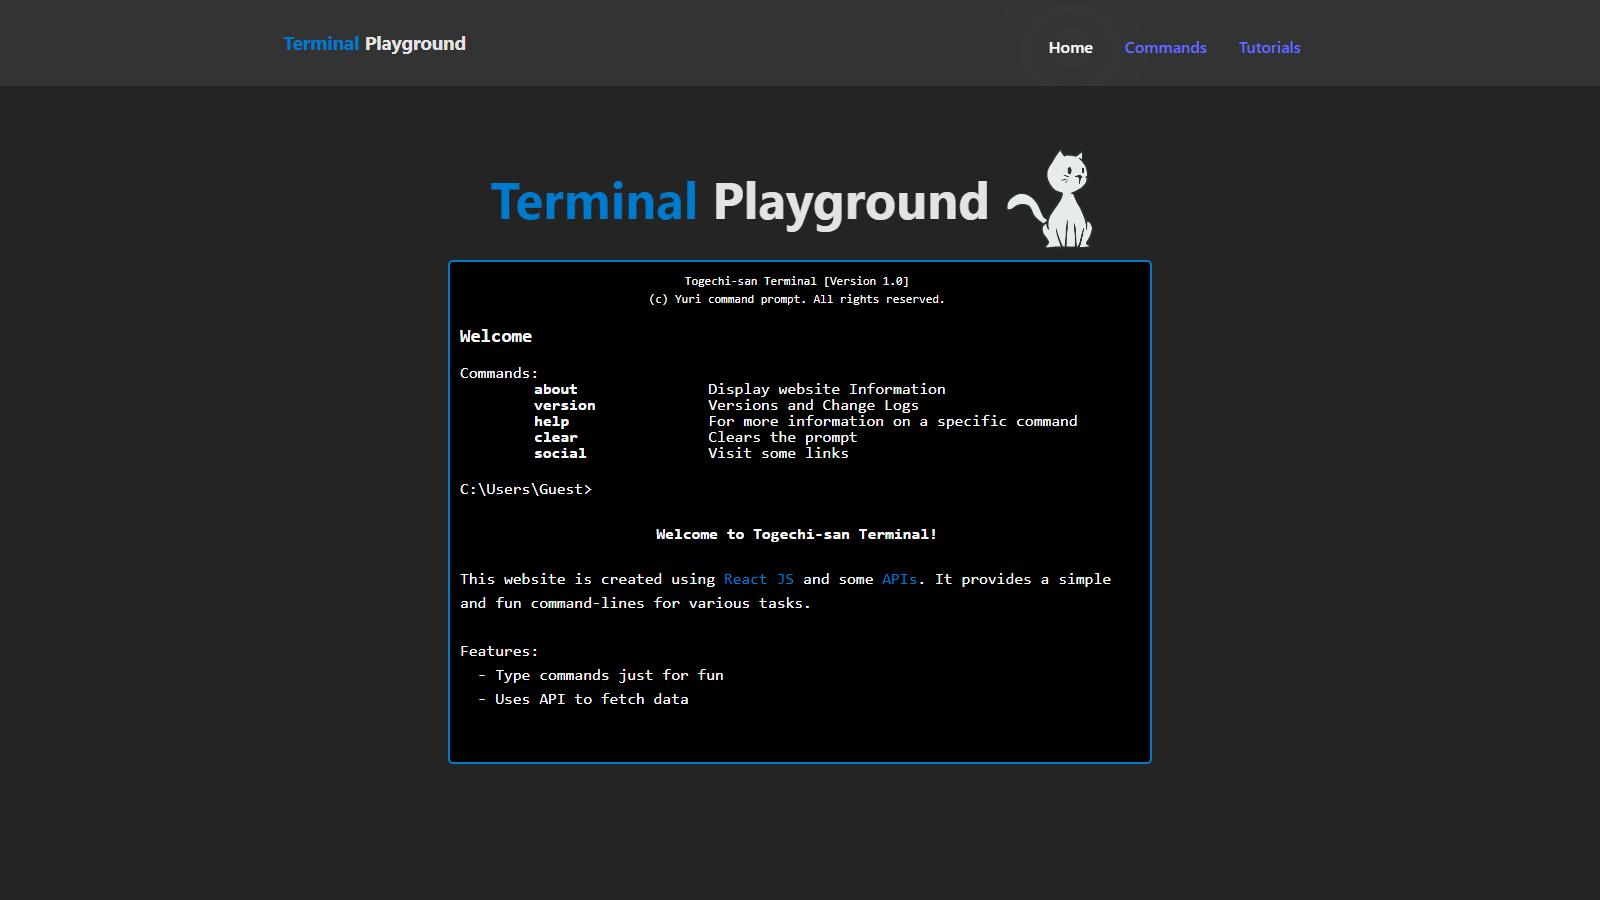 Terminal Playground
Home Commands Tutorials
Terminal Playground
Togechi-san Terminal [Version 1.0]
(c) Yuri command prompt. All rights reserved.
Welcome
Commands:
about Display website Information
version Versions and Change Logs
help For more information on a specific command
clear Clears the prompt
social Visit some links
C:\Users\Guest>
Welcome to Togechi-san Terminal!
This website is created using React JS and some APIs. It provides a simple
and fun command-lines for various tasks.
Features:
- Type commands just for fun
- Uses API to fetch data